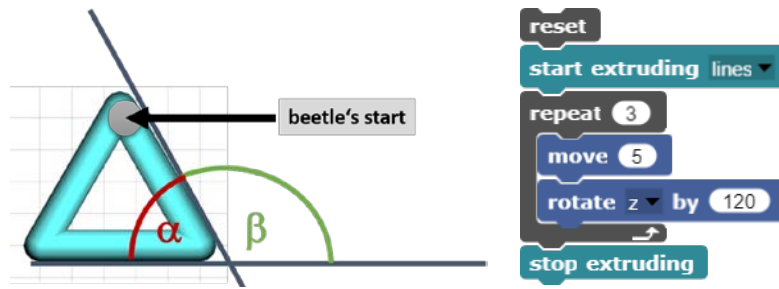 beetle's start
α
β
reset
start extruding lines
repeat 3
move 5
rotate z by 120
stop extruding